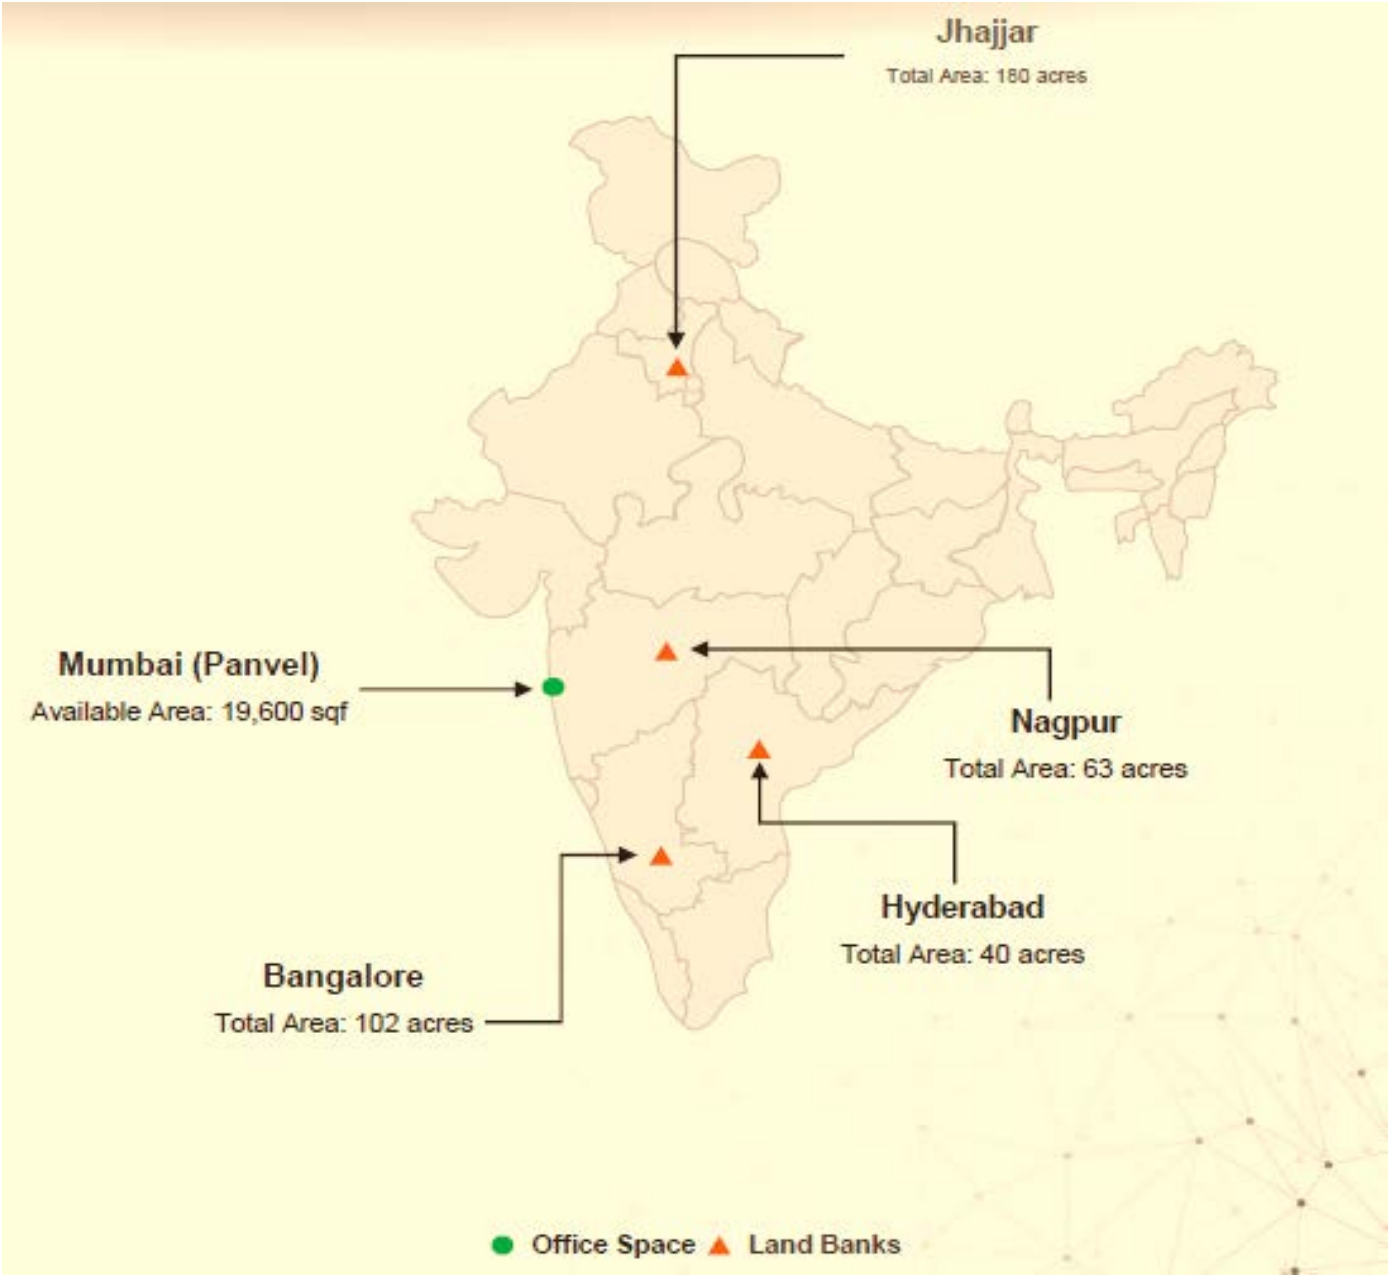 Jhajjar
Total Area: 180 acres
Mumbai (Panvel)
Available Area: 19,600 sqf
Nagpur
Total Area: 63 acres
Hyderabad
Total Area: 40 acres
Bangalore
Total Area: 102 acres
Office Space
Land Banks